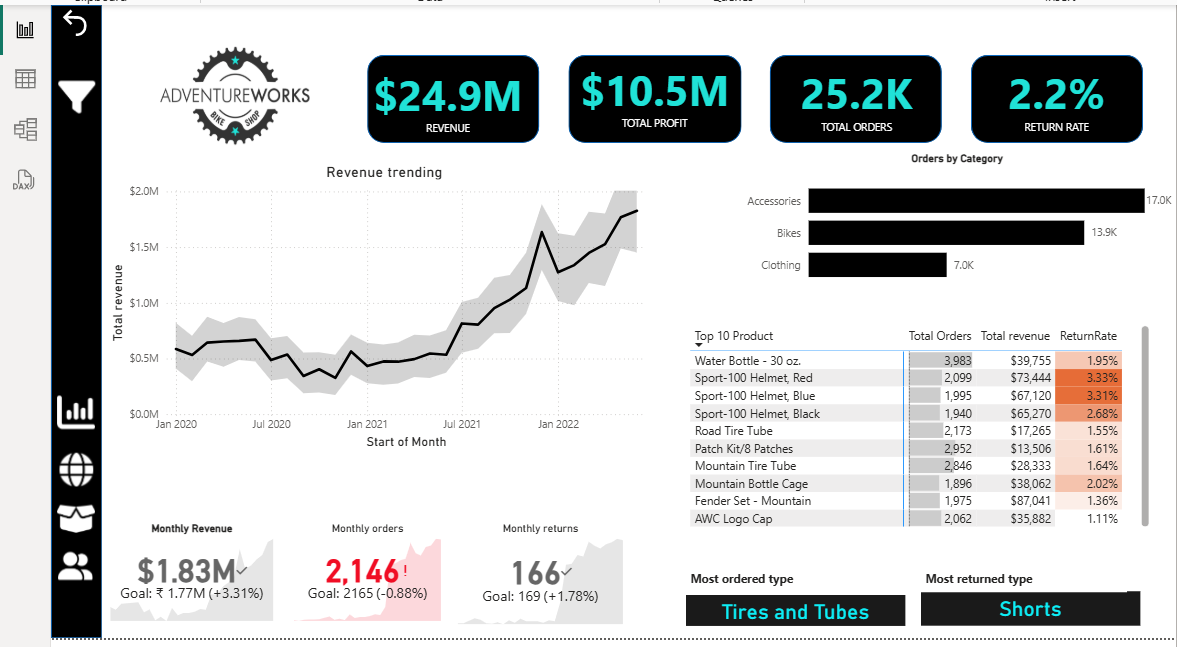 Clipboard
Data
Queries
Insert
DAX
ADVENTUREWORKS
BIKE SHOP
$24.9M
REVENUE
$10.5M
TOTAL PROFIT
25.2K
TOTAL ORDERS
2.2%
RETURN RATE
Revenue trending
$2.0M
$1.5M
$1.0M
$0.5M
$0.0M
Total revenue
Jan 2020 Jul 2020 Jan 2021 Jul 2021 Jan 2022
Start of Month
Orders by Category
Accessories 17.0K
Bikes 13.9K
Clothing 7.0K
Top 10 Product Total Orders Total revenue ReturnRate
Water Bottle - 30 oz. 3,983 $39,755 1.95%
Sport-100 Helmet, Red 2,099 $73,444 3.33%
Sport-100 Helmet, Blue 1,995 $67,120 3.31%
Sport-100 Helmet, Black 1,940 $65,270 2.68%
Road Tire Tube 2,173 $17,265 1.55%
Patch Kit/8 Patches 2,952 $13,506 1.61%
Mountain Tire Tube 2,846 $28,333 1.64%
Mountain Bottle Cage 1,896 $38,062 2.02%
Fender Set - Mountain 1,975 $87,041 1.36%
AWC Logo Cap 2,062 $35,882 1.11%
Monthly Revenue
$1.83M
Goal: ₹ 1.77M (+3.31%)
Monthly orders
2,146!
Goal: 2165 (-0.88%)
Monthly returns
166
Goal: 169 (+1.78%)
Most ordered type
Tires and Tubes
Most returned type
Shorts